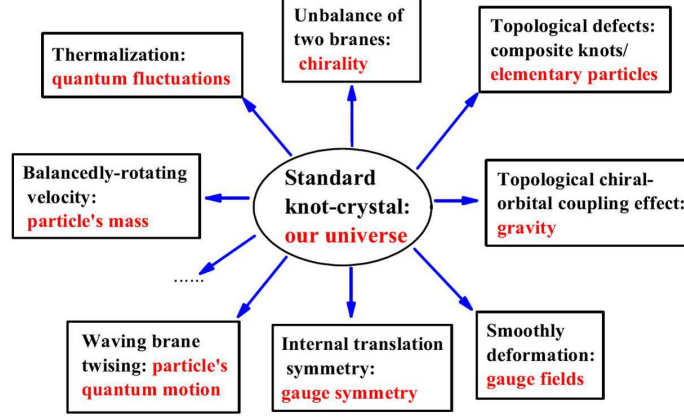 Unbalance of
two branes:
chirality
Topological defects:
composite knots/
elementary particles
Thermalization:
quantum fluctuations
Balancedly-rotating
velocity:
particle's mass
Standard
knot-crystal:
our universe
Topological chiral-
orbital coupling effect:
gravity
......
Waving brane
twising: particle's
quantum motion
Internal translation
symmetry:
gauge symmetry
Smoothly
deformation:
gauge fields